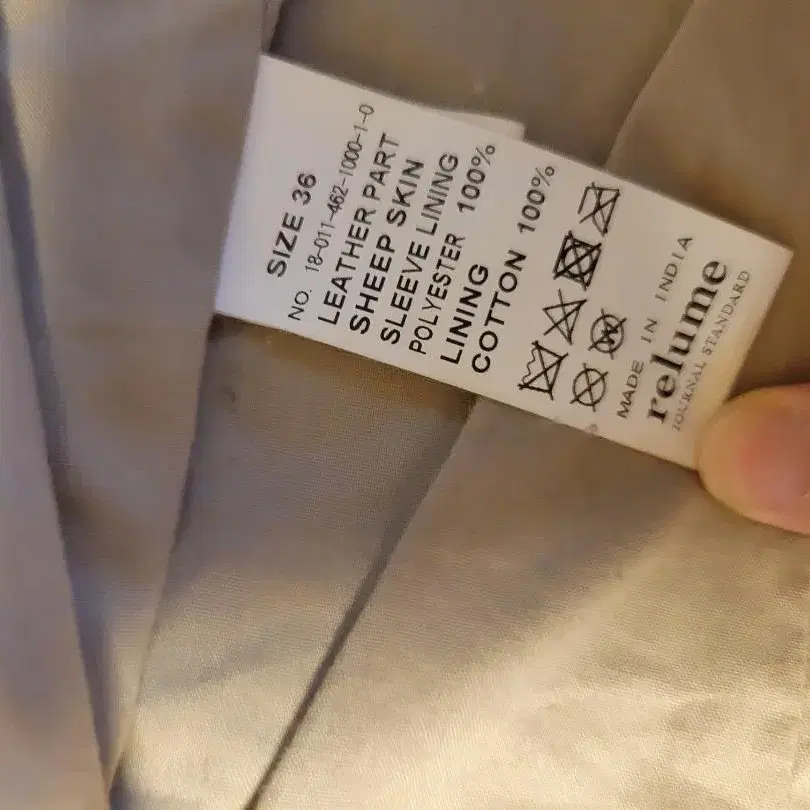 SIZE 36
NO. 18-011-462-1000-1-0
LEATHER PART
SHEEP SKIN
SLEEVE LINING
POLYESTER 100%
LINING
COTTON 100%
W
MADE IN INDIA
relume
JOURNAL STANDARD